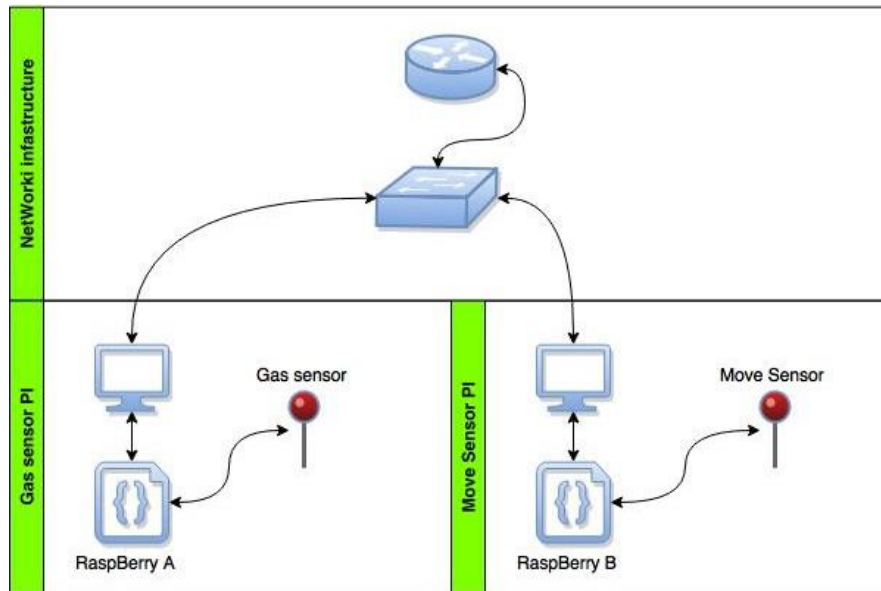 NetWorki infastructure
Gas sensor PI
Gas sensor
RaspBerry A
Move Sensor PI
Move Sensor
RaspBerry B